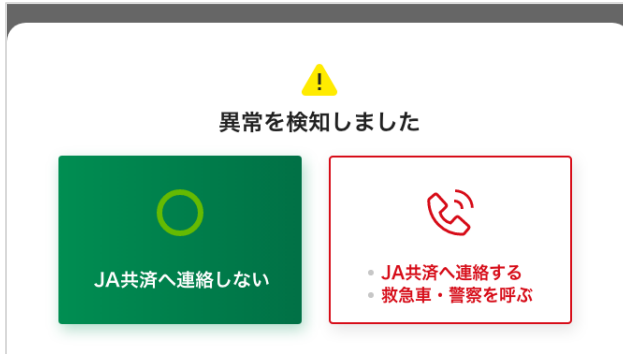 異常を検知しました
JA共済へ連絡しない
・JA共済へ連絡する
・救急車・警察を呼ぶ